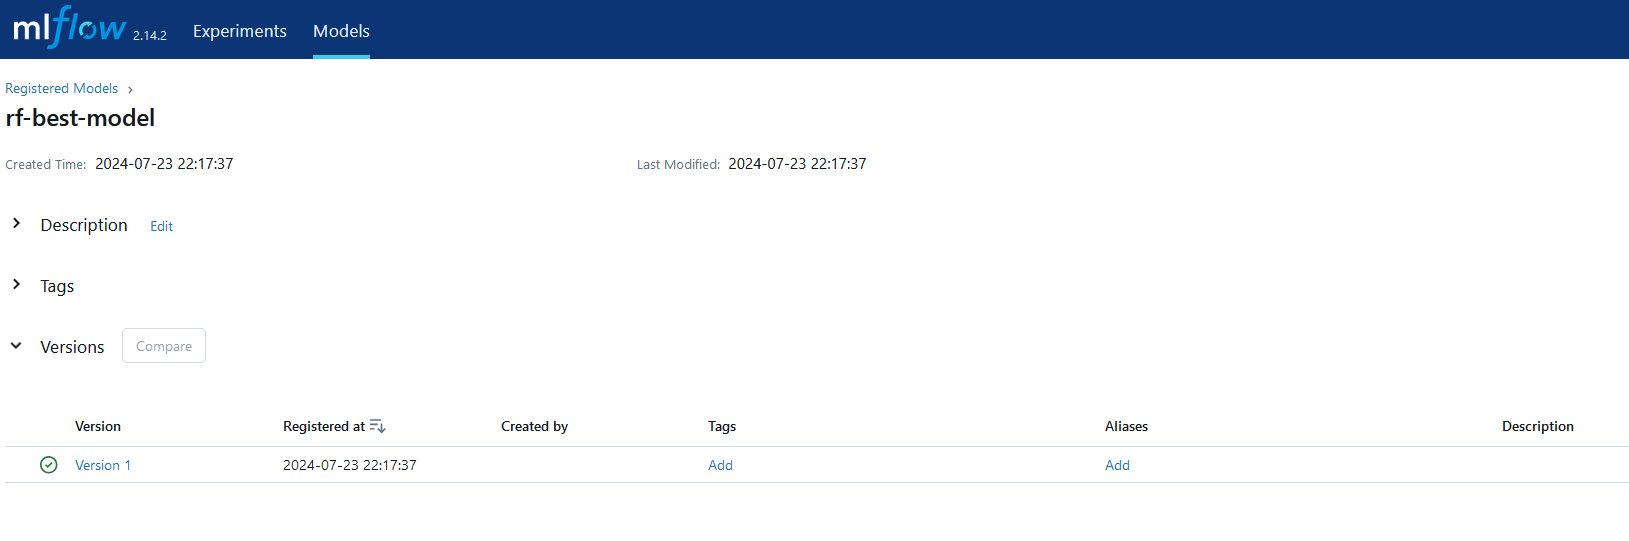 mlflow 2.14.2 Experiments Models
Registered Models >
rf-best-model
Created Time: 2024-07-23 22:17:37 Last Modified: 2024-07-23 22:17:37
Description Edit
Tags
Versions Compare
Version Registered at Created by Tags Aliases Description
Version 1 2024-07-23 22:17:37 Add Add